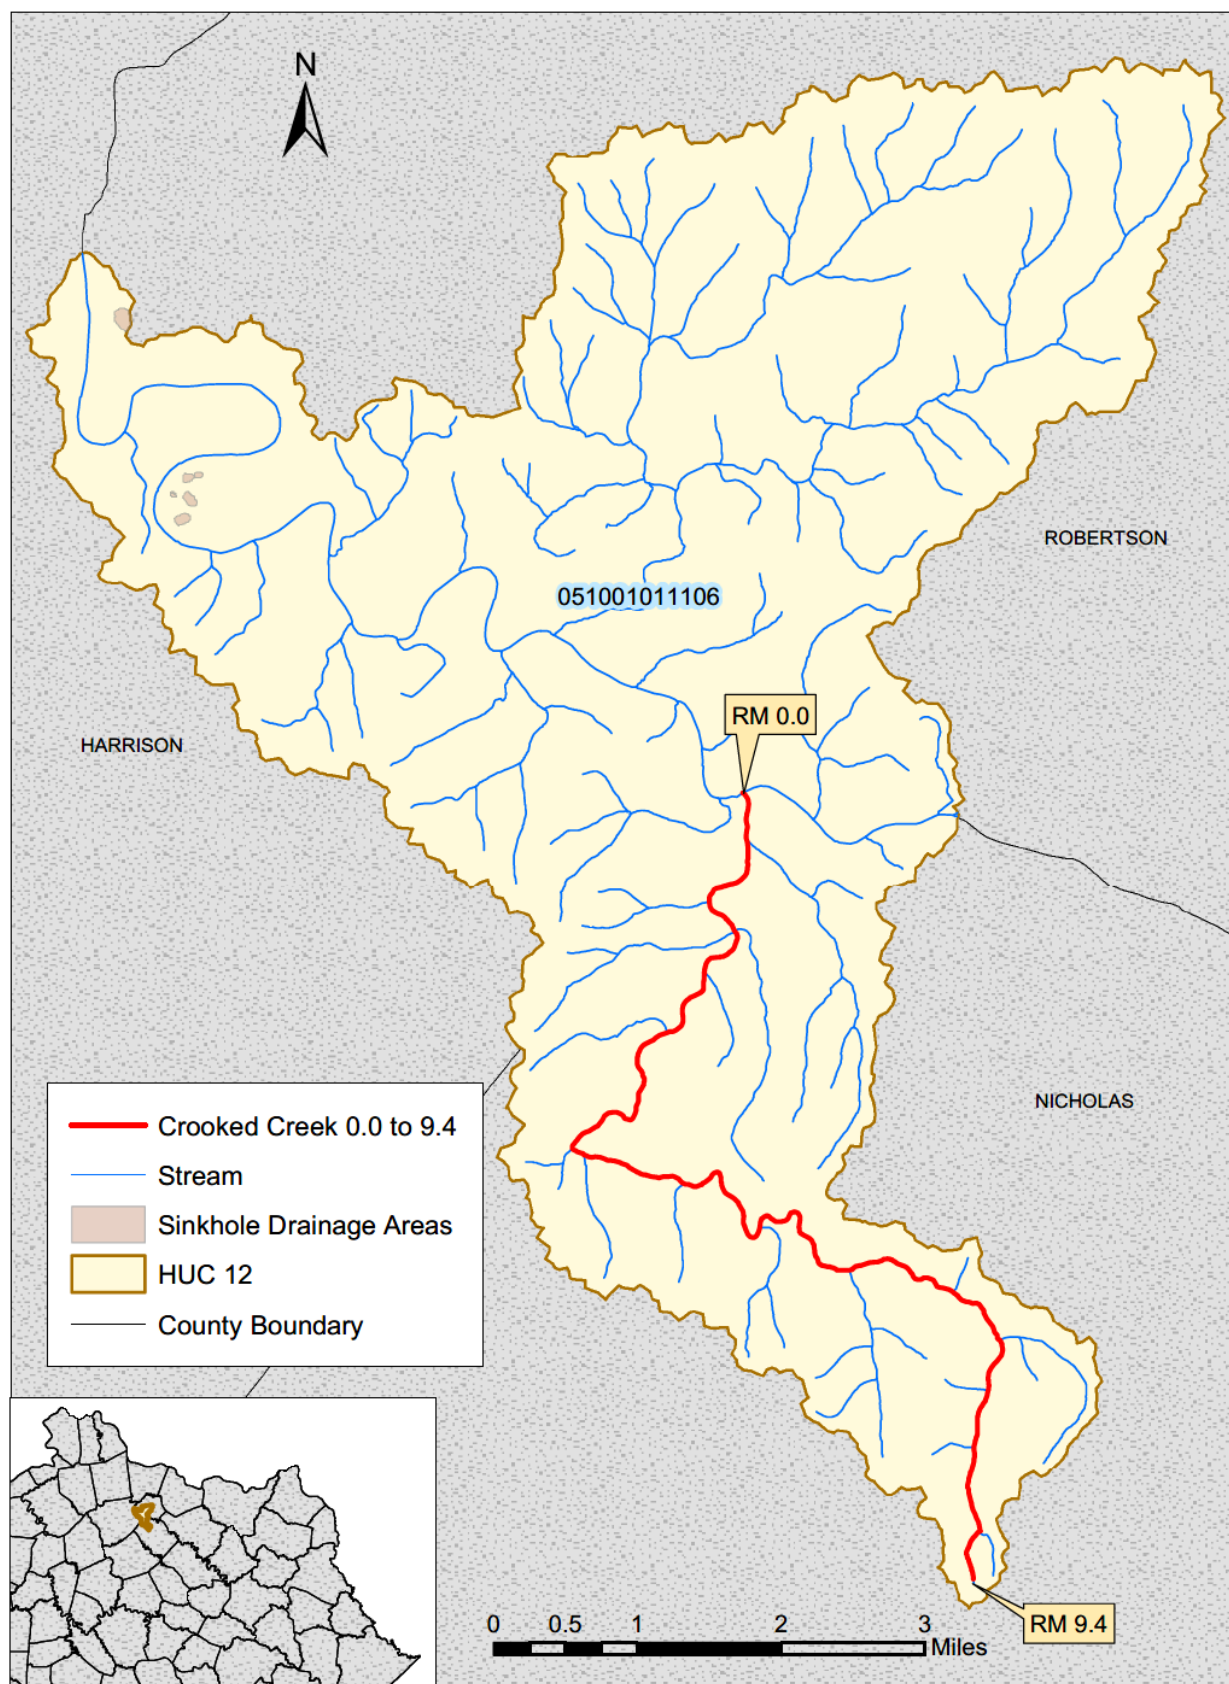 N
ROBERTSON
051001011106
RM 0.0
HARRISON
NICHOLAS
Crooked Creek 0.0 to 9.4
Stream
Sinkhole Drainage Areas
HUC 12
County Boundary
0 0.5 1 2 3
Miles
RM 9.4